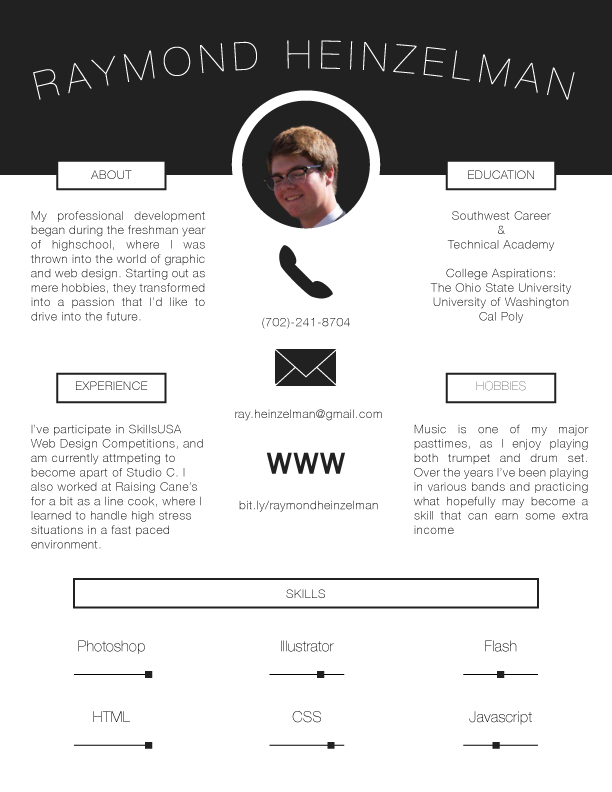 RAYMOND HEINZELMAN
ABOUT
My professional development
began during the freshman year
of highschool, where I was
thrown into the world of graphic
and web design. Starting out as
mere hobbies, they transformed
into a passion that I'd like to
drive into the future.
EXPERIENCE
I've participate in SkillsUSA
Web Design Competitions, and
am currently attmpeting to
become apart of Studio C. I
also worked at Raising Cane's
for a bit as a line cook, where I
learned to handle high stress
situations in a fast paced
environment.
(702)-241-8704
ray.heinzelman@gmail.com
WWW
bit.ly/raymondheinzelman
EDUCATION
Southwest Career
&
Technical Academy
College Aspirations:
The Ohio State University
University of Washington
Cal Poly
HOBBIES
Music is one of my major
pasttimes, as I enjoy playing
both trumpet and drum set.
Over the years I've been playing
in various bands and practicing
what hopefully may become a
skill that can earn some extra
income
SKILLS
Photoshop
Illustrator
Flash
HTML
CSS
Javascript